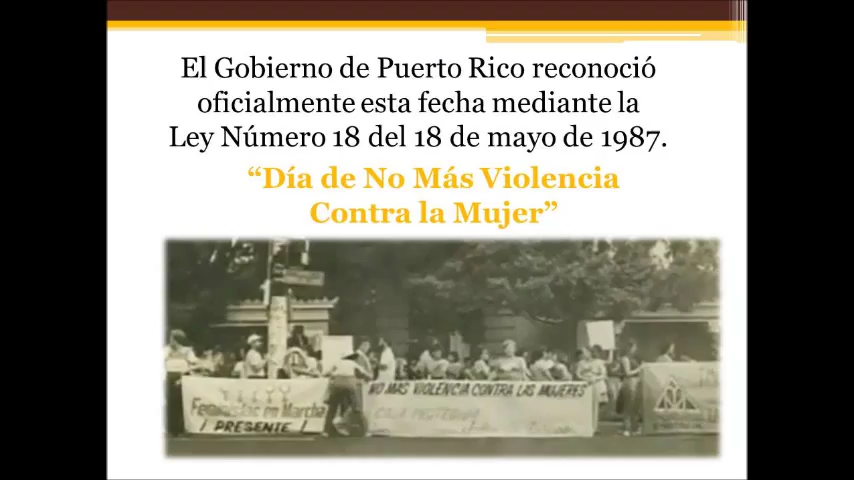 El Gobierno de Puerto Rico reconoció
oficialmente esta fecha mediante la
Ley Número 18 del 18 de mayo de 1987.
“Día de No Más Violencia
Contra la Mujer”
Feministas en Marcha
¡ PRESENTE !
NO MAS VIOLENCIA CONTRA LAS MUJERES